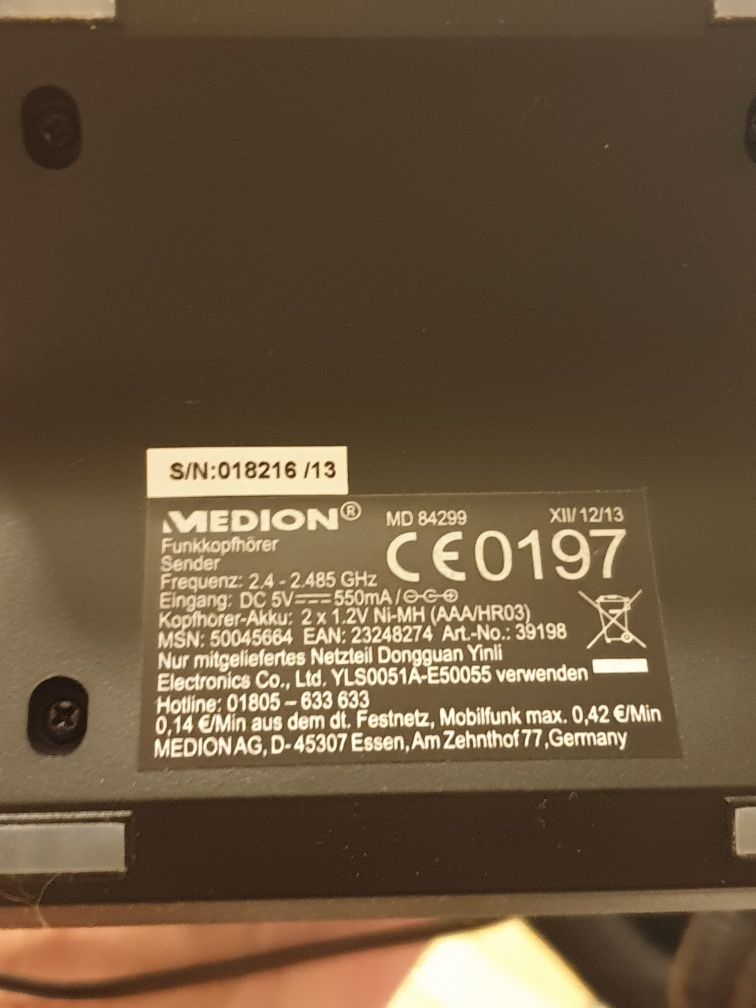 S/N:018216 /13
MEDION® MD 84299 XII/ 12/13
Funkkopfhörer
Sender
CE0197
Frequenz: 2.4 - 2.485 GHz
Eingang: DC 5V⎓550mA /
Kopfhörer-Akku: 2 x 1.2V Ni-MH (AAA/HR03)
MSN: 50045664 EAN: 23248274 Art.-No.: 39198
Nur mitgeliefertes Netzteil Dongguan Yinli
Electronics Co., Ltd. YLS0051A-E50055 verwenden
Hotline: 01805 – 633 633
0,14 €/Min aus dem dt. Festnetz, Mobilfunk max. 0,42 €/Min
MEDION AG, D- 45307 Essen, Am Zehnthof 77 ,Germany